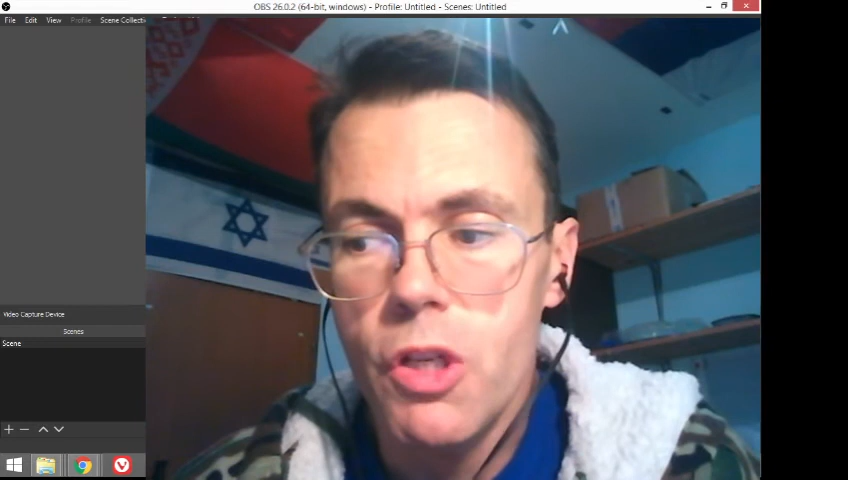 OBS 26.0.2 (64-bit, windows) - Profile: Untitled - Scenes: Untitled
File Edit View Profile Scene Collecti
Video Capture Device
Scenes
Scene